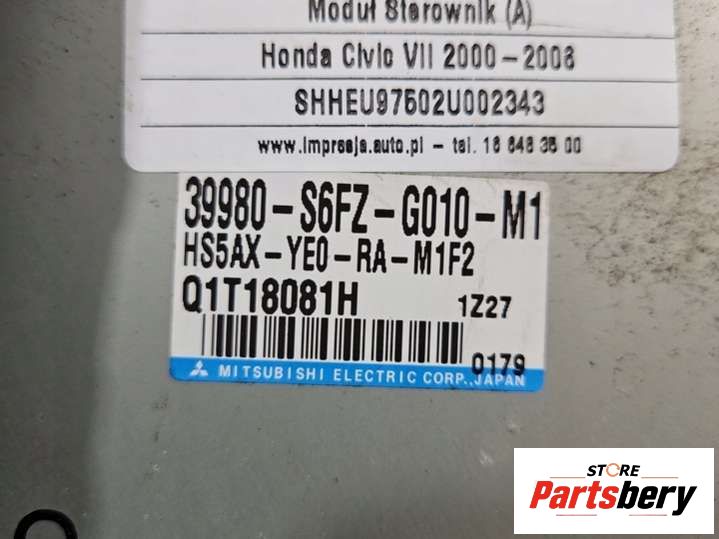 Moduł Sterownik (A)
Honda Civic VII 2000-2006
SHHEU97502U002343
www.impresja.auto.pl - tel. 18 848 35 00
39980-S6FZ-G010-M1
HS5AX-YE0-RA-M1F2
Q1T18081H 1Z27
0179
MITSUBISHI ELECTRIC CORP., JAPAN
STORE
Partsbery